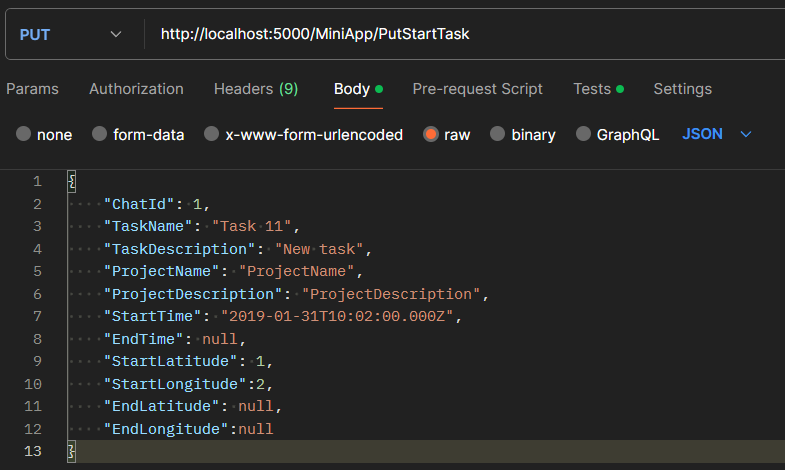 PUT http://localhost:5000/MiniApp/PutStartTask
Params Authorization Headers (9) Body Pre-request Script Tests Settings
none form-data x-www-form-urlencoded raw binary GraphQL JSON
1 {
2 "ChatId": 1,
3 "TaskName": "Task 11",
4 "TaskDescription": "New task",
5 "ProjectName": "ProjectName",
6 "ProjectDescription": "ProjectDescription",
7 "StartTime": "2019-01-31T10:02:00.000Z",
8 "EndTime": null,
9 "StartLatitude": 1,
10 "StartLongitude":2,
11 "EndLatitude": null,
12 "EndLongitude":null
13 }